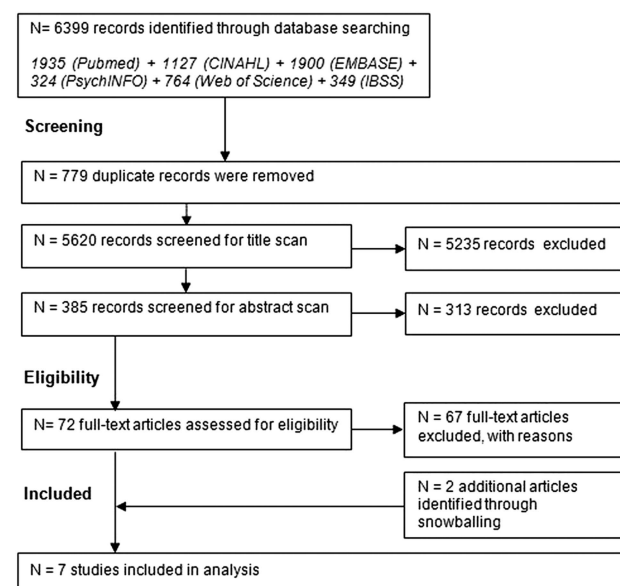 N= 6399 records identified through database searching
1935 (Pubmed) + 1127 (CINAHL) + 1900 (EMBASE) +
324 (PsychINFO) + 764 (Web of Science) + 349 (IBSS)
Screening
N = 779 duplicate records were removed
N = 5620 records screened for title scan
N = 5235 records excluded
N = 385 records screened for abstract scan
N = 313 records excluded
Eligibility
N= 72 full-text articles assessed for eligibility
N = 67 full-text articles
excluded, with reasons
Included
N = 2 additional articles
identified through
snowballing
N = 7 studies included in analysis